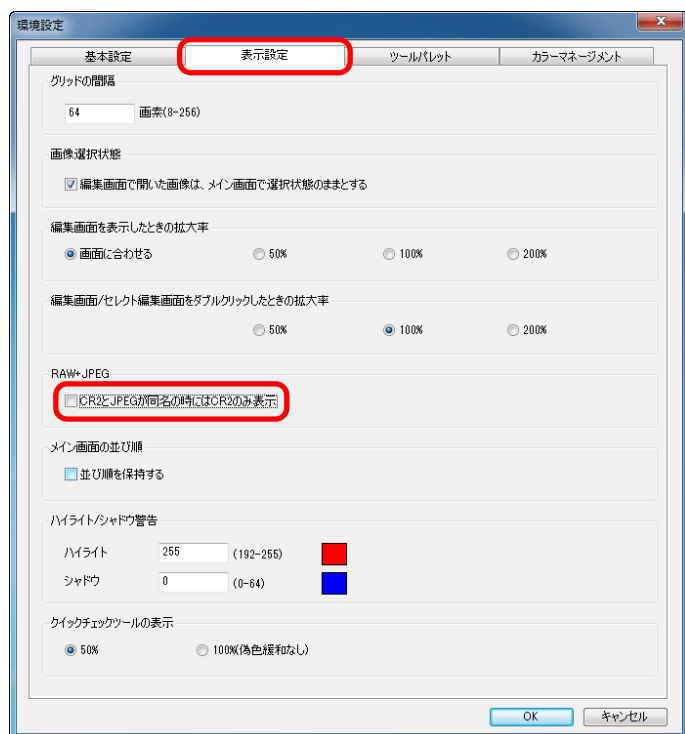 環境設定
基本設定 表示設定 ツールパレット カラーマネージメント
グリッドの間隔
64 画素(8-256)
画像選択状態
編集画面で開いた画像は、メイン画面で選択状態のままとする
編集画面を表示したときの拡大率
画面に合わせる 50% 100% 200%
編集画面/セレクト編集画面をダブルクリックしたときの拡大率
50% 100% 200%
RAW+JPEG
CR2とJPEGが同名の時にはCR2のみ表示
メイン画面の並び順
並び順を保持する
ハイライト/シャドウ警告
ハイライト 255 (192-255)
シャドウ 0 (0-64)
クイックチェックツールの表示
50% 100%(偽色緩和なし)
OK キャンセル